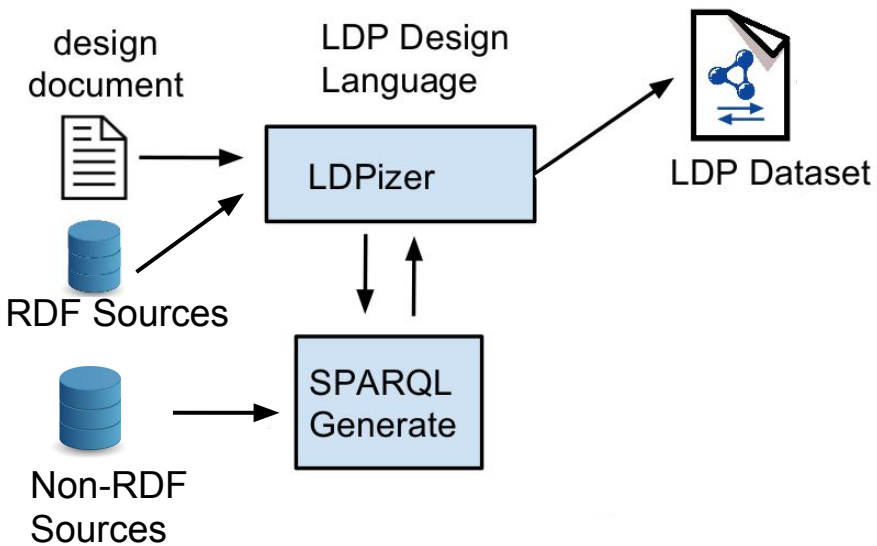 design
document
LDP Design
Language
LDPizer
LDP Dataset
RDF Sources
SPARQL
Generate
Non-RDF
Sources